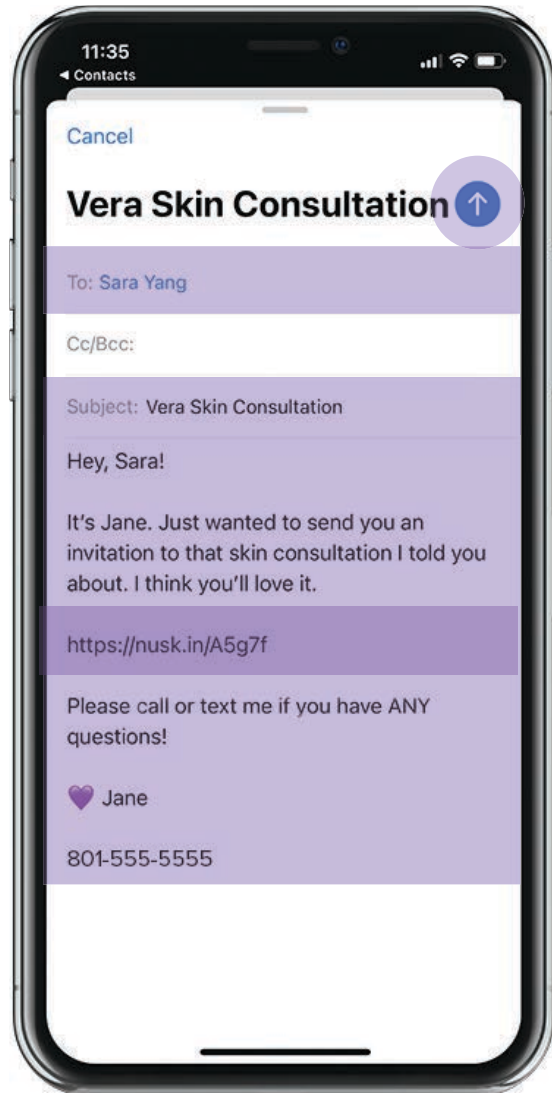 11:35
◀ Contacts
Cancel
Vera Skin Consultation
To: Sara Yang
Cc/Bcc:
Subject: Vera Skin Consultation
Hey, Sara!
It’s Jane. Just wanted to send you an
invitation to that skin consultation I told you
about. I think you’ll love it.
https://nusk.in/A5g7f
Please call or text me if you have ANY
questions!
💜 Jane
801-555-5555